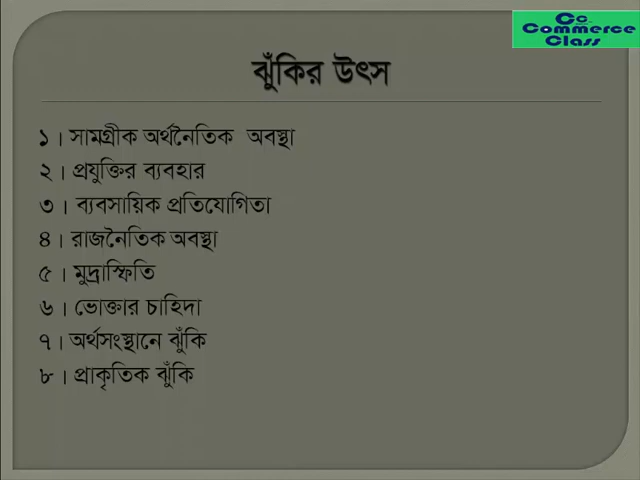 Cc
Commerce
Class
ঝুঁকির উৎস
১। সামগ্রীক অর্থনৈতিক অবস্থা
২। প্রযুক্তির ব্যবহার
৩। ব্যবসায়িক প্রতিযোগিতা
৪। রাজনৈতিক অবস্থা
৫। মুদ্রাস্ফিতি
৬। ভোক্তার চাহিদা
৭। অর্থসংস্থানে ঝুঁকি
৮। প্রাকৃতিক ঝুঁকি